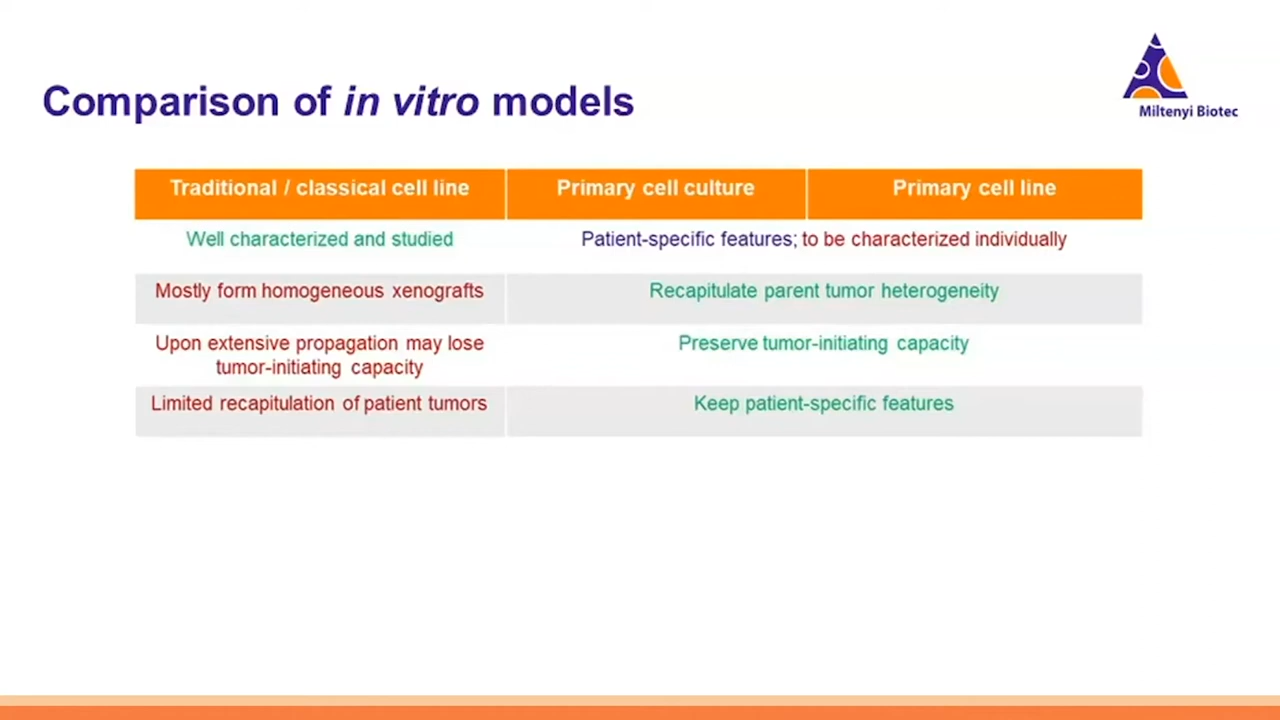 Comparison of in vitro models
Miltenyi Biotec
Traditional / classical cell line
Primary cell culture
Primary cell line
Well characterized and studied
Patient-specific features; to be characterized individually
Mostly form homogeneous xenografts
Recapitulate parent tumor heterogeneity
Upon extensive propagation may lose
tumor-initiating capacity
Preserve tumor-initiating capacity
Limited recapitulation of patient tumors
Keep patient-specific features